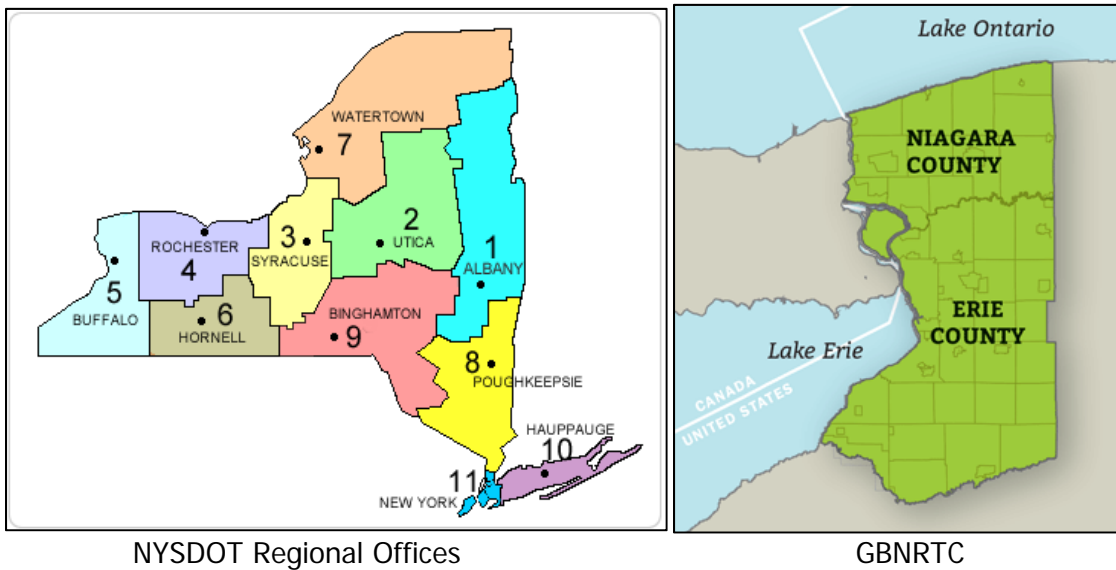 WATERTOWN
7
2
UTICA
3
SYRACUSE
1
ALBANY
ROCHESTER
4
5
BUFFALO
6
HORNELL
BINGHAMTON
9
8
POUGHKEEPSIE
HAUPPAUGE
10
11
NEW YORK
NYSDOT Regional Offices
Lake Ontario
NIAGARA
COUNTY
ERIE
COUNTY
Lake Erie
CANADA
UNITED STATES
GBNRTC